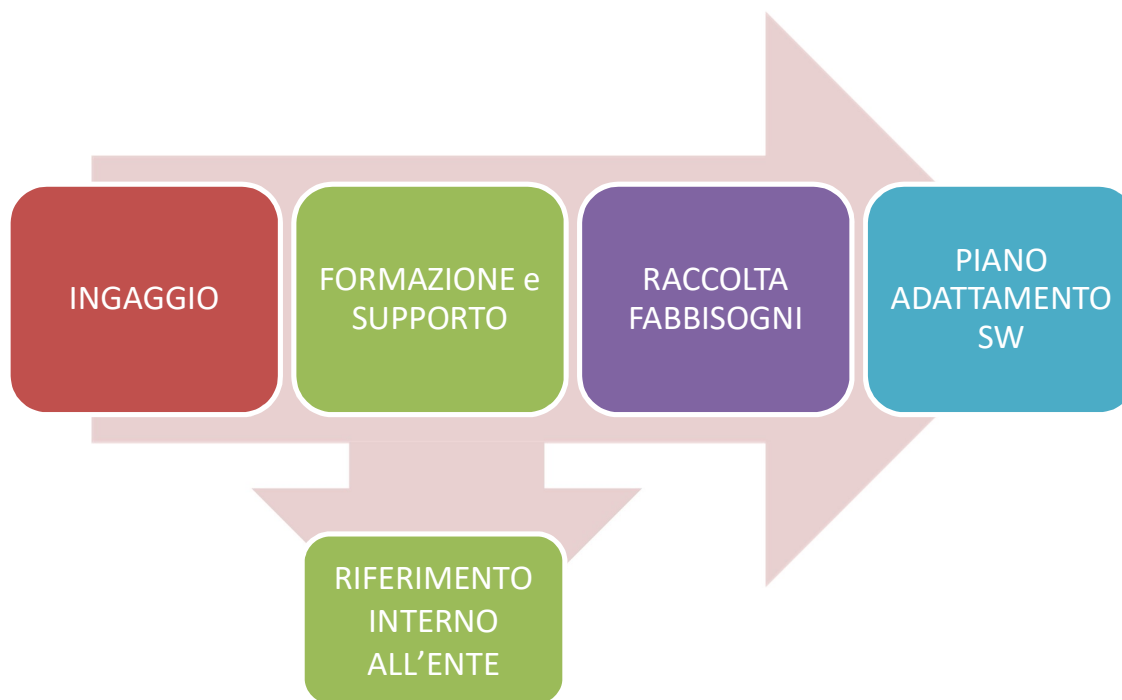 INGAGGIO
FORMAZIONE e
SUPPORTO
RACCOLTA
FABBISOGNI
PIANO
ADATTAMENTO
SW
RIFERIMENTO
INTERNO
ALL’ENTE